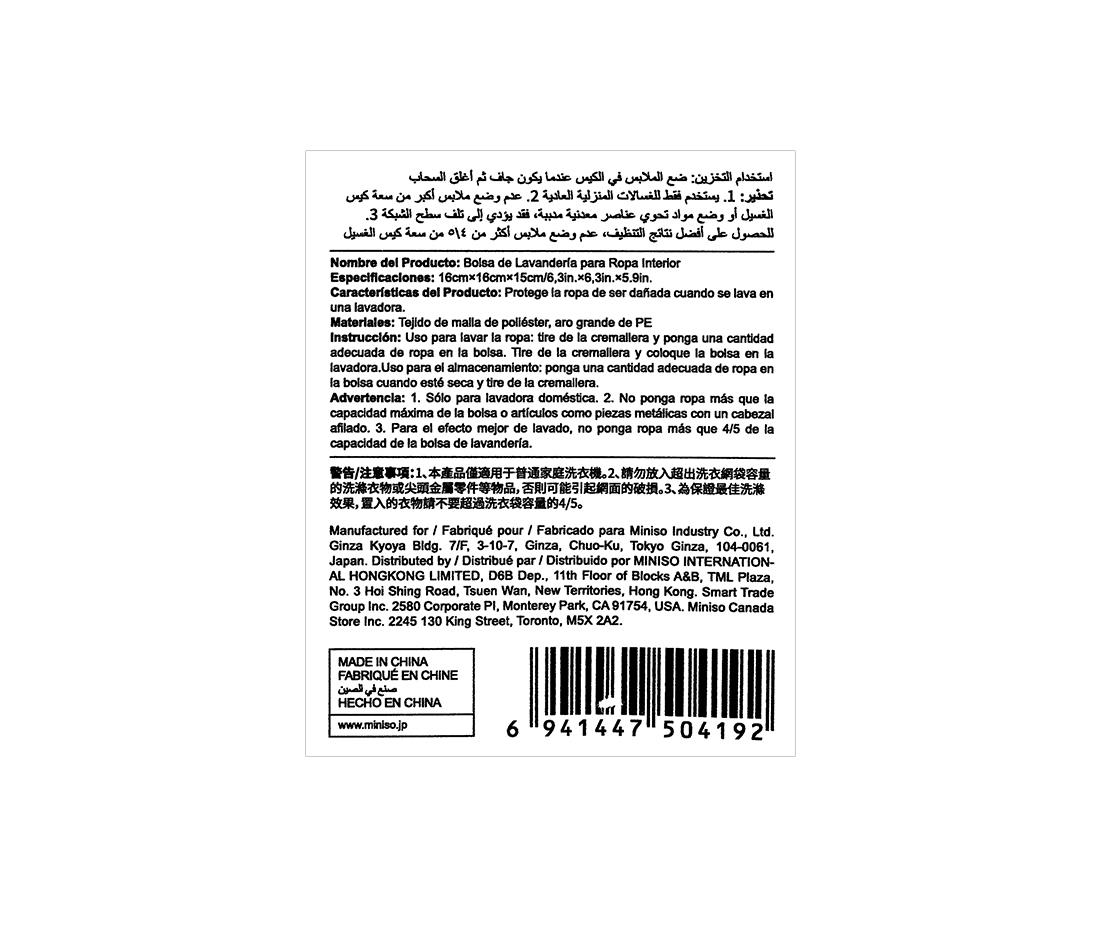 استخدام التخزين: ضع الملابس في الكيس عندما يكون جاف ثم أغلق السحاب
تحذير: 1. يستخدم فقط للغسالات المنزلية العادية 2. عدم وضع ملابس أكبر من سعة كيس
الغسيل أو وضع مواد تحوي عناصر معدنية مدببة، فقد يؤدي إلى تلف سطح الشبكة 3.
للحصول على أفضل نتائج التنظيف، عدم وضع ملابس أكثر من ٥\٤ من سعة كيس الغسيل
Nombre del Producto: Bolsa de Lavandería para Ropa Interior
Especificaciones: 16cm×16cm×15cm/6,3in.×6,3in.×5.9in.
Características del Producto: Protege la ropa de ser dañada cuando se lava en
una lavadora.
Materiales: Tejido de malla de poliéster, aro grande de PE
Instrucción: Uso para lavar la ropa: tire de la cremallera y ponga una cantidad
adecuada de ropa en la bolsa. Tire de la cremallera y coloque la bolsa en la
lavadora.Uso para el almacenamiento: ponga una cantidad adecuada de ropa en
la bolsa cuando esté seca y tire de la cremallera.
Advertencia: 1. Sólo para lavadora doméstica. 2. No ponga ropa más que la
capacidad máxima de la bolsa o artículos como piezas metálicas con un cabezal
afilado. 3. Para el efecto mejor de lavado, no ponga ropa más que 4/5 de la
capacidad de la bolsa de lavandería.
警告/注意事項:1、本產品僅適用于普通家庭洗衣機。2、請勿放入超出洗衣網袋容量
的洗滌衣物或尖頭金屬零件等物品,否則可能引起網面的破損。3、為保證最佳洗滌
效果,置入的衣物請不要超過洗衣袋容量的4/5。
Manufactured for / Fabriqué pour / Fabricado para Miniso Industry Co., Ltd.
Ginza Kyoya Bldg. 7/F, 3-10-7, Ginza, Chuo-Ku, Tokyo Ginza, 104-0061,
Japan. Distributed by / Distribué par / Distribuido por MINISO INTERNATION-
AL HONGKONG LIMITED, D6B Dep., 11th Floor of Blocks A&B, TML Plaza,
No. 3 Hoi Shing Road, Tsuen Wan, New Territories, Hong Kong. Smart Trade
Group Inc. 2580 Corporate Pl, Monterey Park, CA 91754, USA. Miniso Canada
Store Inc. 2245 130 King Street, Toronto, M5X 2A2.
MADE IN CHINA
FABRIQUÉ EN CHINE
صنع في الصين
HECHO EN CHINA
www.miniso.jp
6 941447 504192